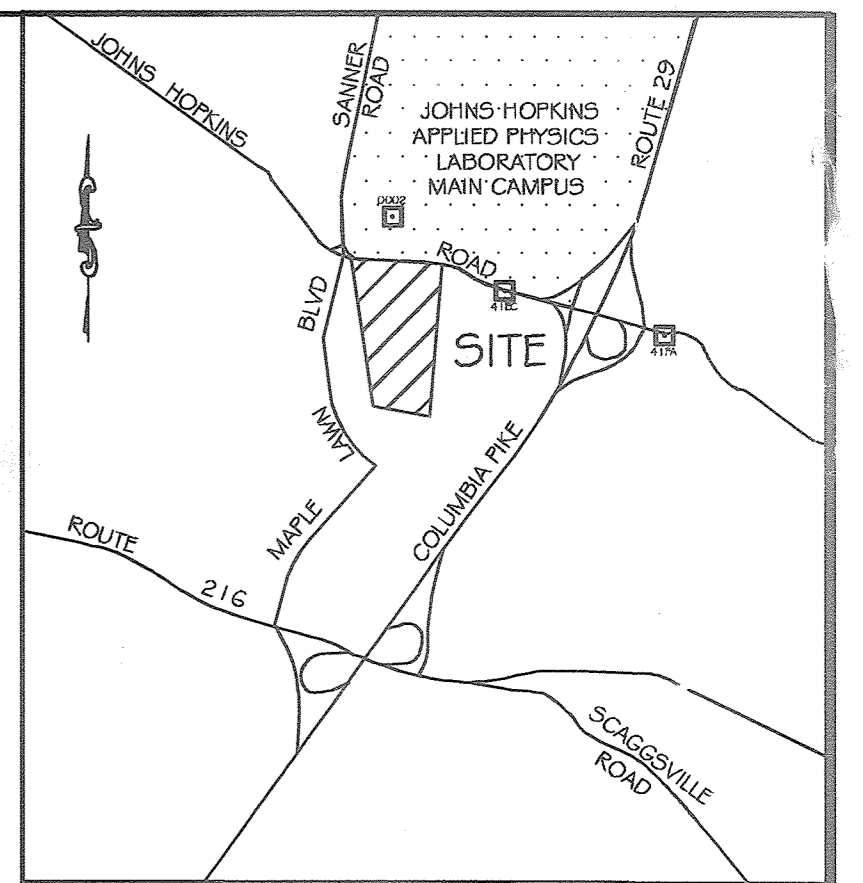 JOHNS HOPKINS
SANNER
ROAD
JOHNS HOPKINS
APPLIED PHYSICS
LABORATORY
MAIN CAMPUS
ROUTE 29
ROAD
BLVD
SITE
LAWN
MAPLE
COLUMBIA PIKE
ROUTE
216
SCAGGSVILLE
ROAD